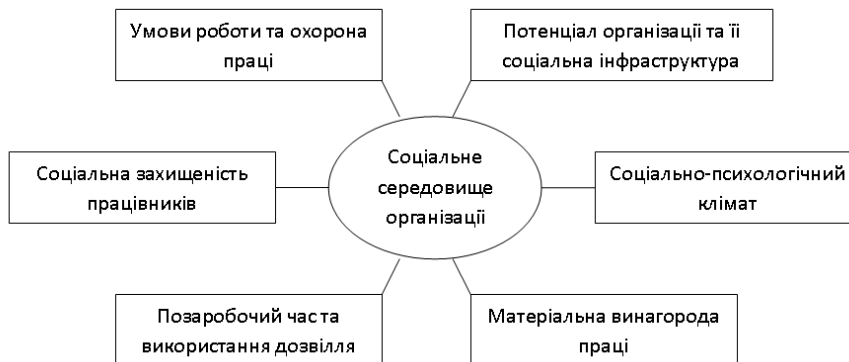 Умови роботи та охорона
праці
Потенціал організації та її
соціальна інфраструктура
Соціальна захищеність
працівників
Соціальне
середовище
організації
Соціально-психологічний
клімат
Позаробочий час та
використання дозвілля
Матеріальна винагорода
праці